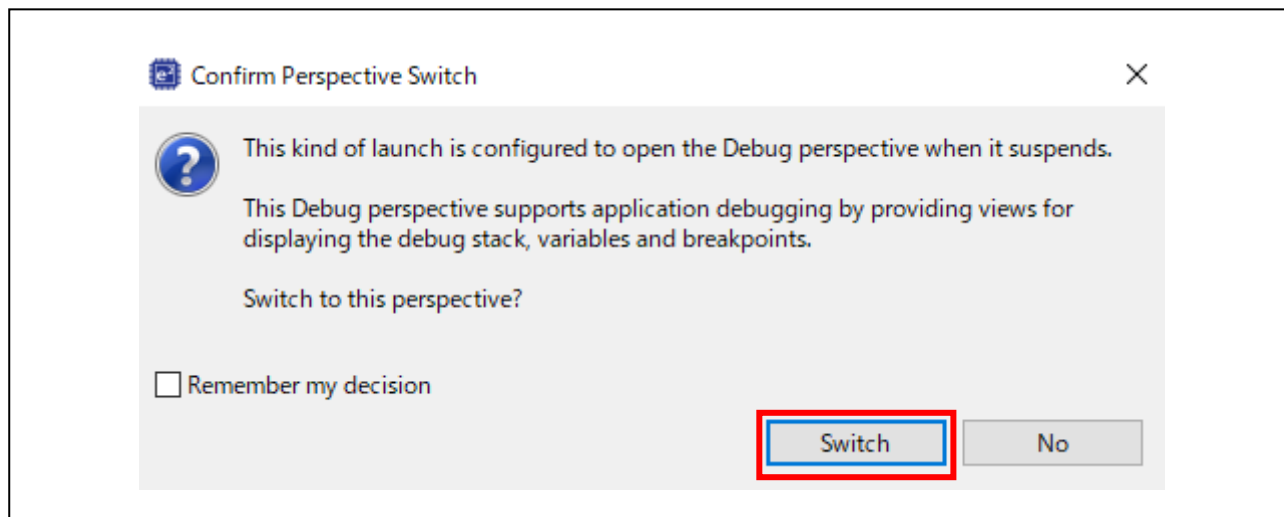 e²
Confirm Perspective Switch
This kind of launch is configured to open the Debug perspective when it suspends.
This Debug perspective supports application debugging by providing views for
displaying the debug stack, variables and breakpoints.
Switch to this perspective?
Remember my decision
Switch
No